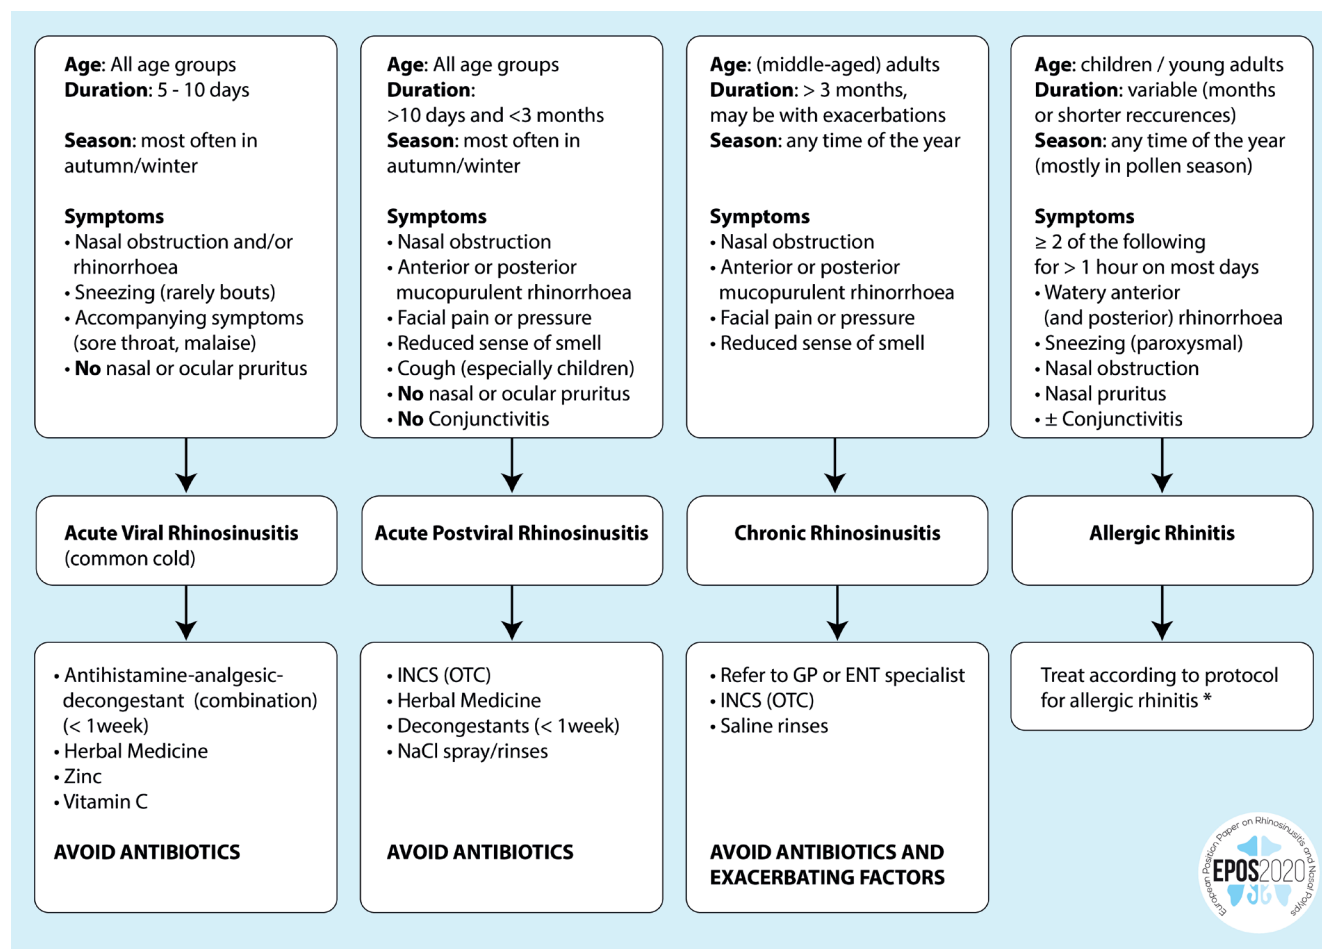 Age: All age groups
Duration: 5 - 10 days
Season: most often in
autumn/winter
Symptoms
• Nasal obstruction and/or
rhinorrhoea
• Sneezing (rarely bouts)
• Accompanying symptoms
(sore throat, malaise)
• No nasal or ocular pruritus
Acute Viral Rhinosinusitis
(common cold)
• Antihistamine-analgesic-
decongestant (combination)
(< 1week)
• Herbal Medicine
• Zinc
• Vitamin C
AVOID ANTIBIOTICS
Age: All age groups
Duration:
>10 days and <3 months
Season: most often in
autumn/winter
Symptoms
• Nasal obstruction
• Anterior or posterior
mucopurulent rhinorrhoea
• Facial pain or pressure
• Reduced sense of smell
• Cough (especially children)
• No nasal or ocular pruritus
• No Conjunctivitis
Acute Postviral Rhinosinusitis
• INCS (OTC)
• Herbal Medicine
• Decongestants (< 1week)
• NaCl spray/rinses
AVOID ANTIBIOTICS
Age: (middle-aged) adults
Duration: > 3 months,
may be with exacerbations
Season: any time of the year
Symptoms
• Nasal obstruction
• Anterior or posterior
mucopurulent rhinorrhoea
• Facial pain or pressure
• Reduced sense of smell
Chronic Rhinosinusitis
• Refer to GP or ENT specialist
• INCS (OTC)
• Saline rinses
AVOID ANTIBIOTICS AND
EXACERBATING FACTORS
Age: children / young adults
Duration: variable (months
or shorter reccurences)
Season: any time of the year
(mostly in pollen season)
Symptoms
≥ 2 of the following
for > 1 hour on most days
• Watery anterior
(and posterior) rhinorrhoea
• Sneezing (paroxysmal)
• Nasal obstruction
• Nasal pruritus
• ± Conjunctivitis
Allergic Rhinitis
Treat according to protocol
for allergic rhinitis *
European Position Paper on Rhinosinusitis and Nasal Polyps
EPOS2020